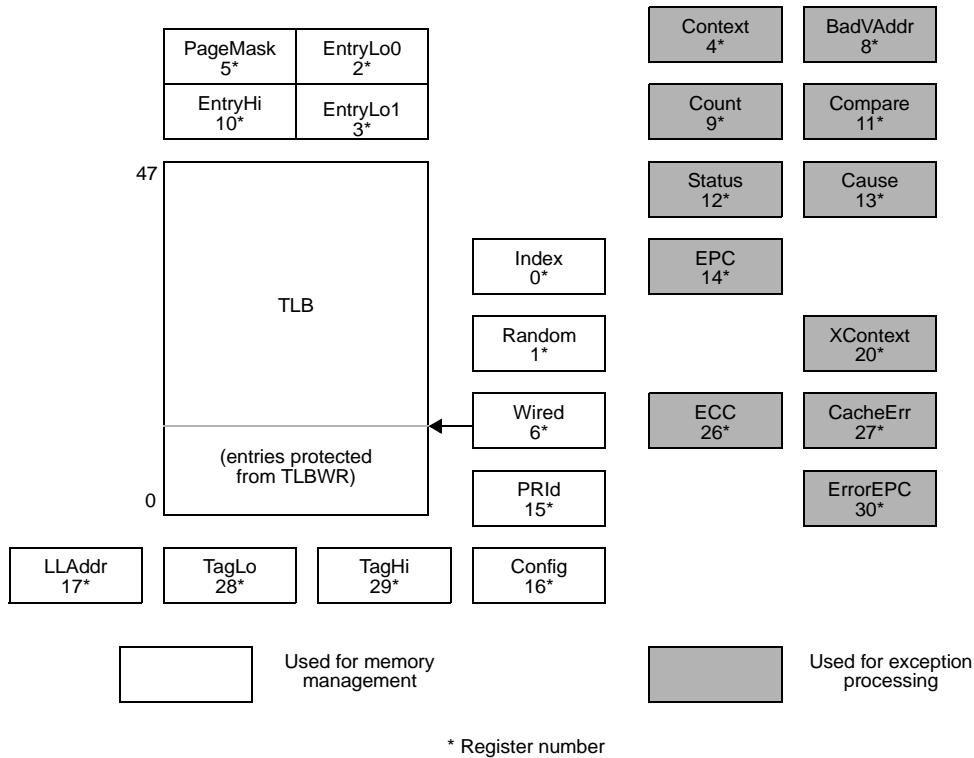 PageMask
5*
EntryLo0
2*
EntryHi
10*
EntryLo1
3*
47
TLB
(entries protected
from TLBWR)
0
Index
0*
Random
1*
Wired
6*
PRId
15*
LLAddr
17*
TagLo
28*
TagHi
29*
Config
16*
Context
4*
BadVAddr
8*
Count
9*
Compare
11*
Status
12*
Cause
13*
EPC
14*
XContext
20*
ECC
26*
CacheErr
27*
ErrorEPC
30*
Used for memory
management
Used for exception
processing
* Register number